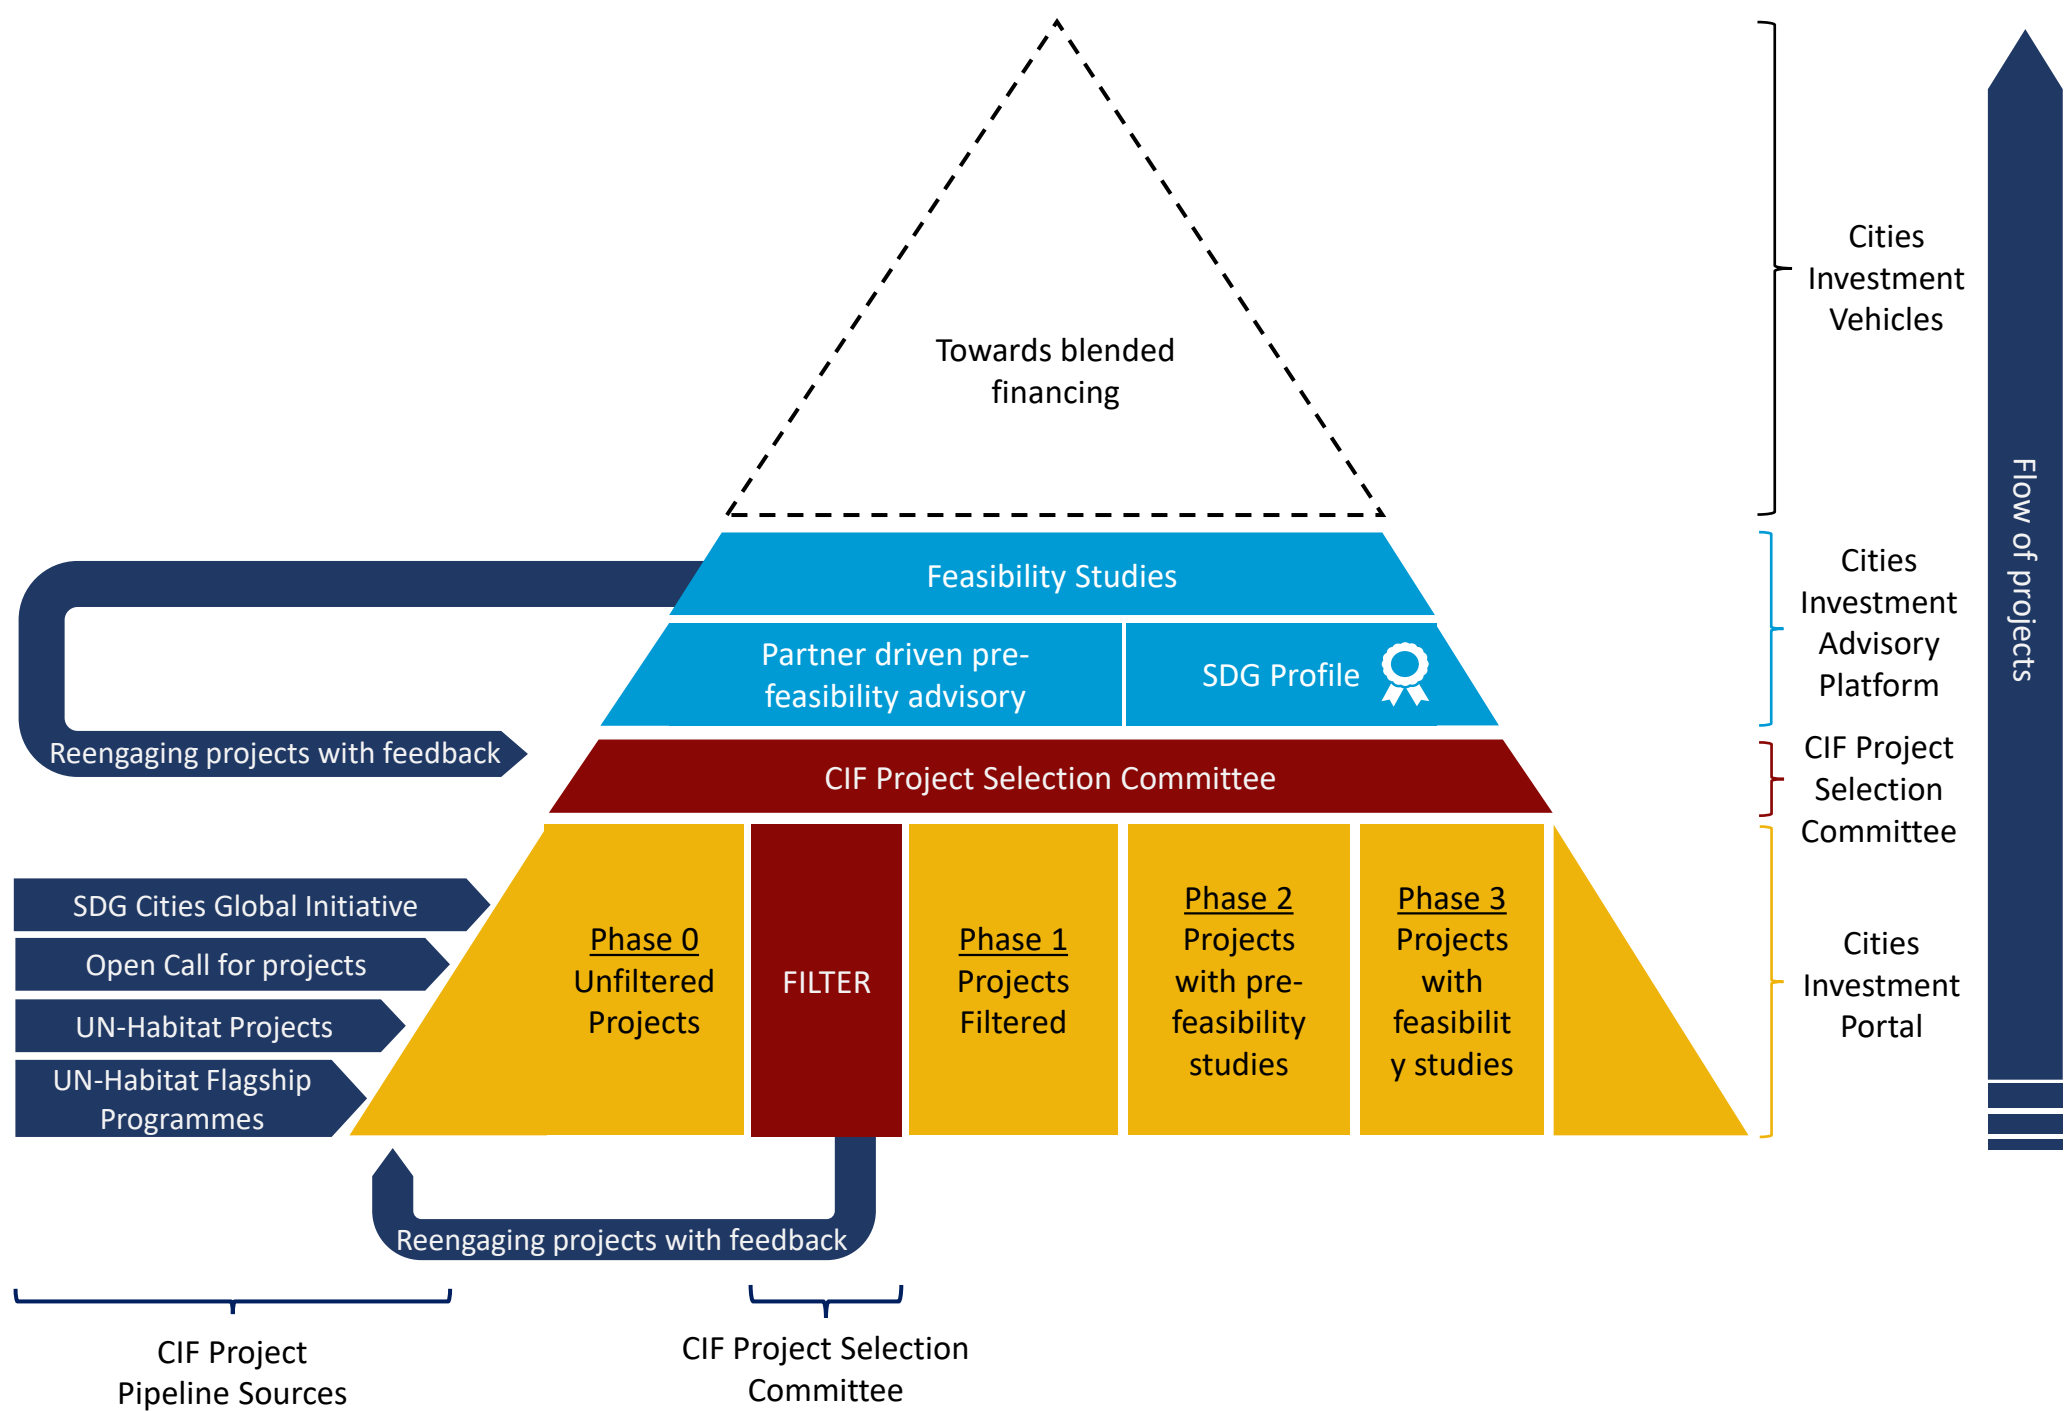 Towards blended
financing
Cities
Investment
Vehicles
Flow of projects
Feasibility Studies
Partner driven pre-
feasibility advisory
SDG Profile
Cities
Investment
Advisory
Platform
Reengaging projects with feedback
CIF Project Selection Committee
CIF Project
Selection
Committee
SDG Cities Global Initiative
Open Call for projects
UN-Habitat Projects
UN-Habitat Flagship
Programmes
Phase 0
Unfiltered
Projects
FILTER
Phase 1
Projects
Filtered
Phase 2
Projects
with pre-
feasibility
studies
Phase 3
Projects
with
feasibilit
y studies
Cities
Investment
Portal
Reengaging projects with feedback
CIF Project
Pipeline Sources
CIF Project Selection
Committee